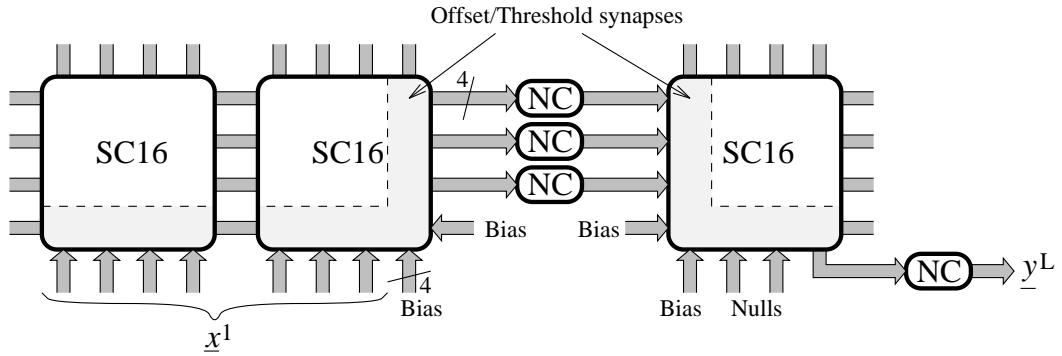 Offset/Threshold synapses
4
NC
SC16
SC16
NC
SC16
NC
Bias
Bias
4
Bias
Bias
Nulls
NC
y^L
x^1